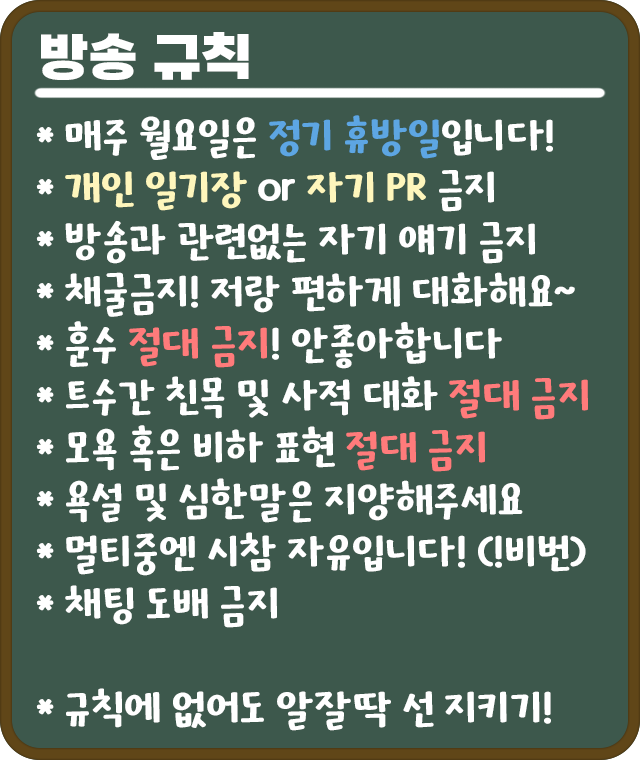 방송 규칙
* 매주 월요일은 정기 휴방일입니다!
* 개인 일기장 or 자기 PR 금지
* 방송과 관련없는 자기 얘기 금지
* 채굴금지! 저랑 편하게 대화해요~
* 훈수 절대 금지! 안좋아합니다
* 트수간 친목 및 사적 대화 절대 금지
* 모욕 혹은 비하 표현 절대 금지
* 욕설 및 심한말은 지양해주세요
* 멀티중엔 시참 자유입니다! (!비번)
* 채팅 도배 금지
* 규칙에 없어도 알잘딱 선 지키기!